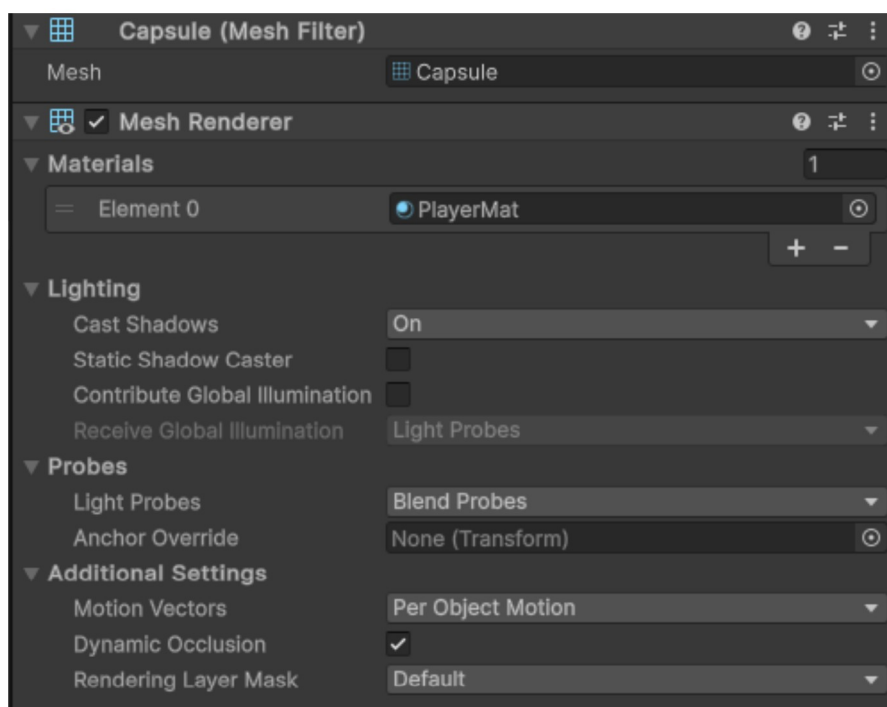 Capsule (Mesh Filter)
Mesh Capsule
Mesh Renderer
Materials 1
Element 0 PlayerMat
+ −
Lighting
Cast Shadows On
Static Shadow Caster
Contribute Global Illumination
Receive Global Illumination Light Probes
Probes
Light Probes Blend Probes
Anchor Override None (Transform)
Additional Settings
Motion Vectors Per Object Motion
Dynamic Occlusion
Rendering Layer Mask Default